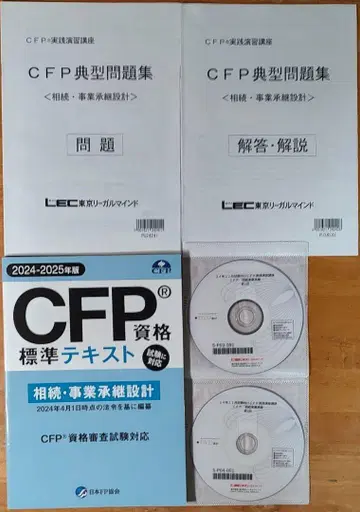 CFP®実践演習講座
CFP典型問題集
<相続・事業承継設計>
問題
LEC東京リーガルマインド
CFP®実践演習講座
CFP典型問題集
<相続・事業承継設計>
解答・解説
LEC東京リーガルマインド
2024-2025年版
CFP®資格
標準テキスト
試験に対応
相続・事業承継設計
2024年4月1日時点の法令を基に編纂
CFP®資格審査試験対応
日本FP協会